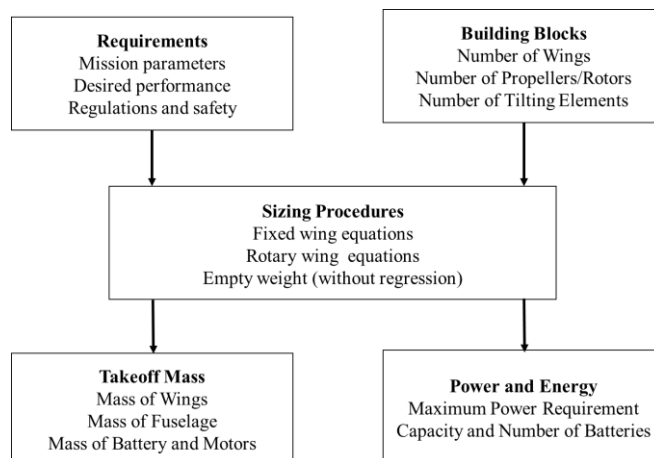 Requirements
Mission parameters
Desired performance
Regulations and safety
Building Blocks
Number of Wings
Number of Propellers/Rotors
Number of Tilting Elements
Sizing Procedures
Fixed wing equations
Rotary wing equations
Empty weight (without regression)
Takeoff Mass
Mass of Wings
Mass of Fuselage
Mass of Battery and Motors
Power and Energy
Maximum Power Requirement
Capacity and Number of Batteries